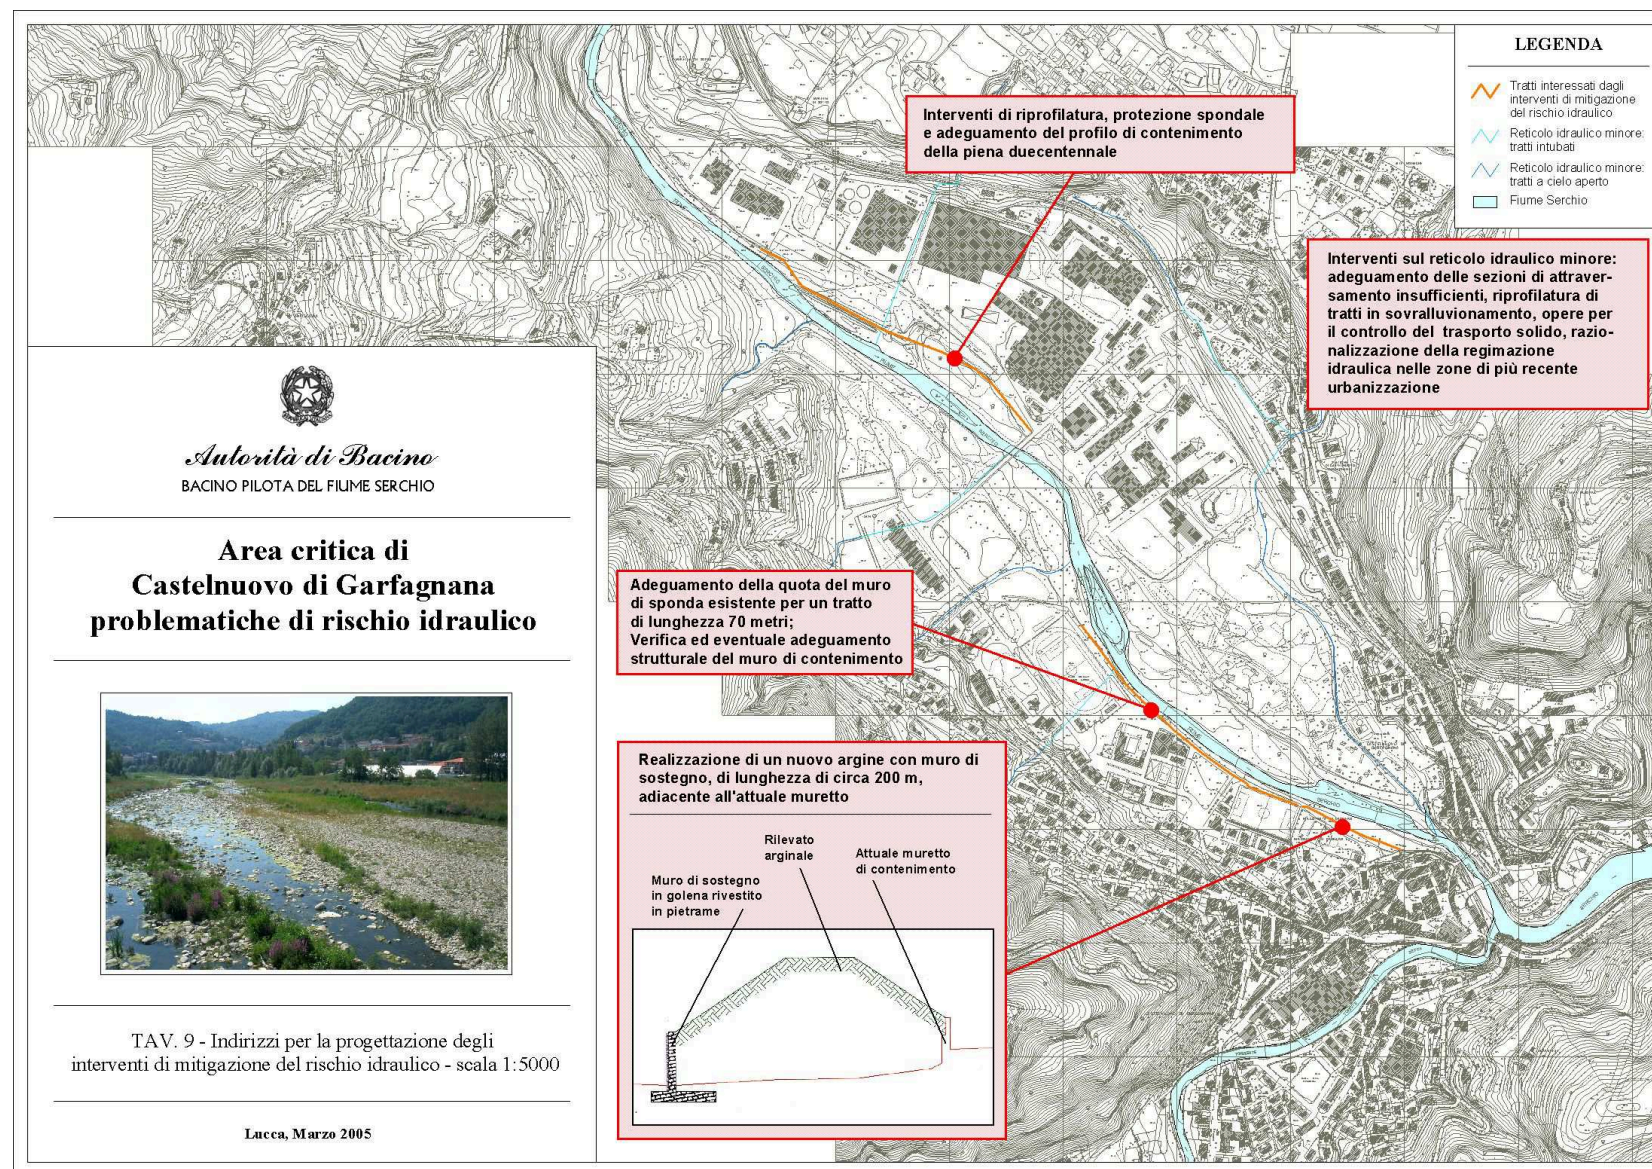 LEGENDA
Tratti interessati dagli
interventi di mitigazione
del rischio idraulico
Reticolo idraulico minore:
tratti intubati
Reticolo idraulico minore:
tratti a cielo aperto
Fiume Serchio
Interventi di riprofilatura, protezione spondale
e adeguamento del profilo di contenimento
della piena duecentennale
Interventi sul reticolo idraulico minore:
adeguamento delle sezioni di attraver-
samento insufficienti, riprofilatura di
tratti in sovralluvionamento, opere per
il controllo del trasporto solido, razio-
nalizzazione della regimazione
idraulica nelle zone di più recente
urbanizzazione
Autorità di Bacino
BACINO PILOTA DEL FIUME SERCHIO
Area critica di
Castelnuovo di Garfagnana
problematiche di rischio idraulico
TAV. 9 - Indirizzi per la progettazione degli
interventi di mitigazione del rischio idraulico - scala 1:5000
Lucca, Marzo 2005
Adeguamento della quota del muro
di sponda esistente per un tratto
di lunghezza 70 metri;
Verifica ed eventuale adeguamento
strutturale del muro di contenimento
Realizzazione di un nuovo argine con muro di
sostegno, di lunghezza di circa 200 m,
adiacente all'attuale muretto
Rilevato
arginale
Attuale muretto
di contenimento
Muro di sostegno
in golena rivestito
in pietrame